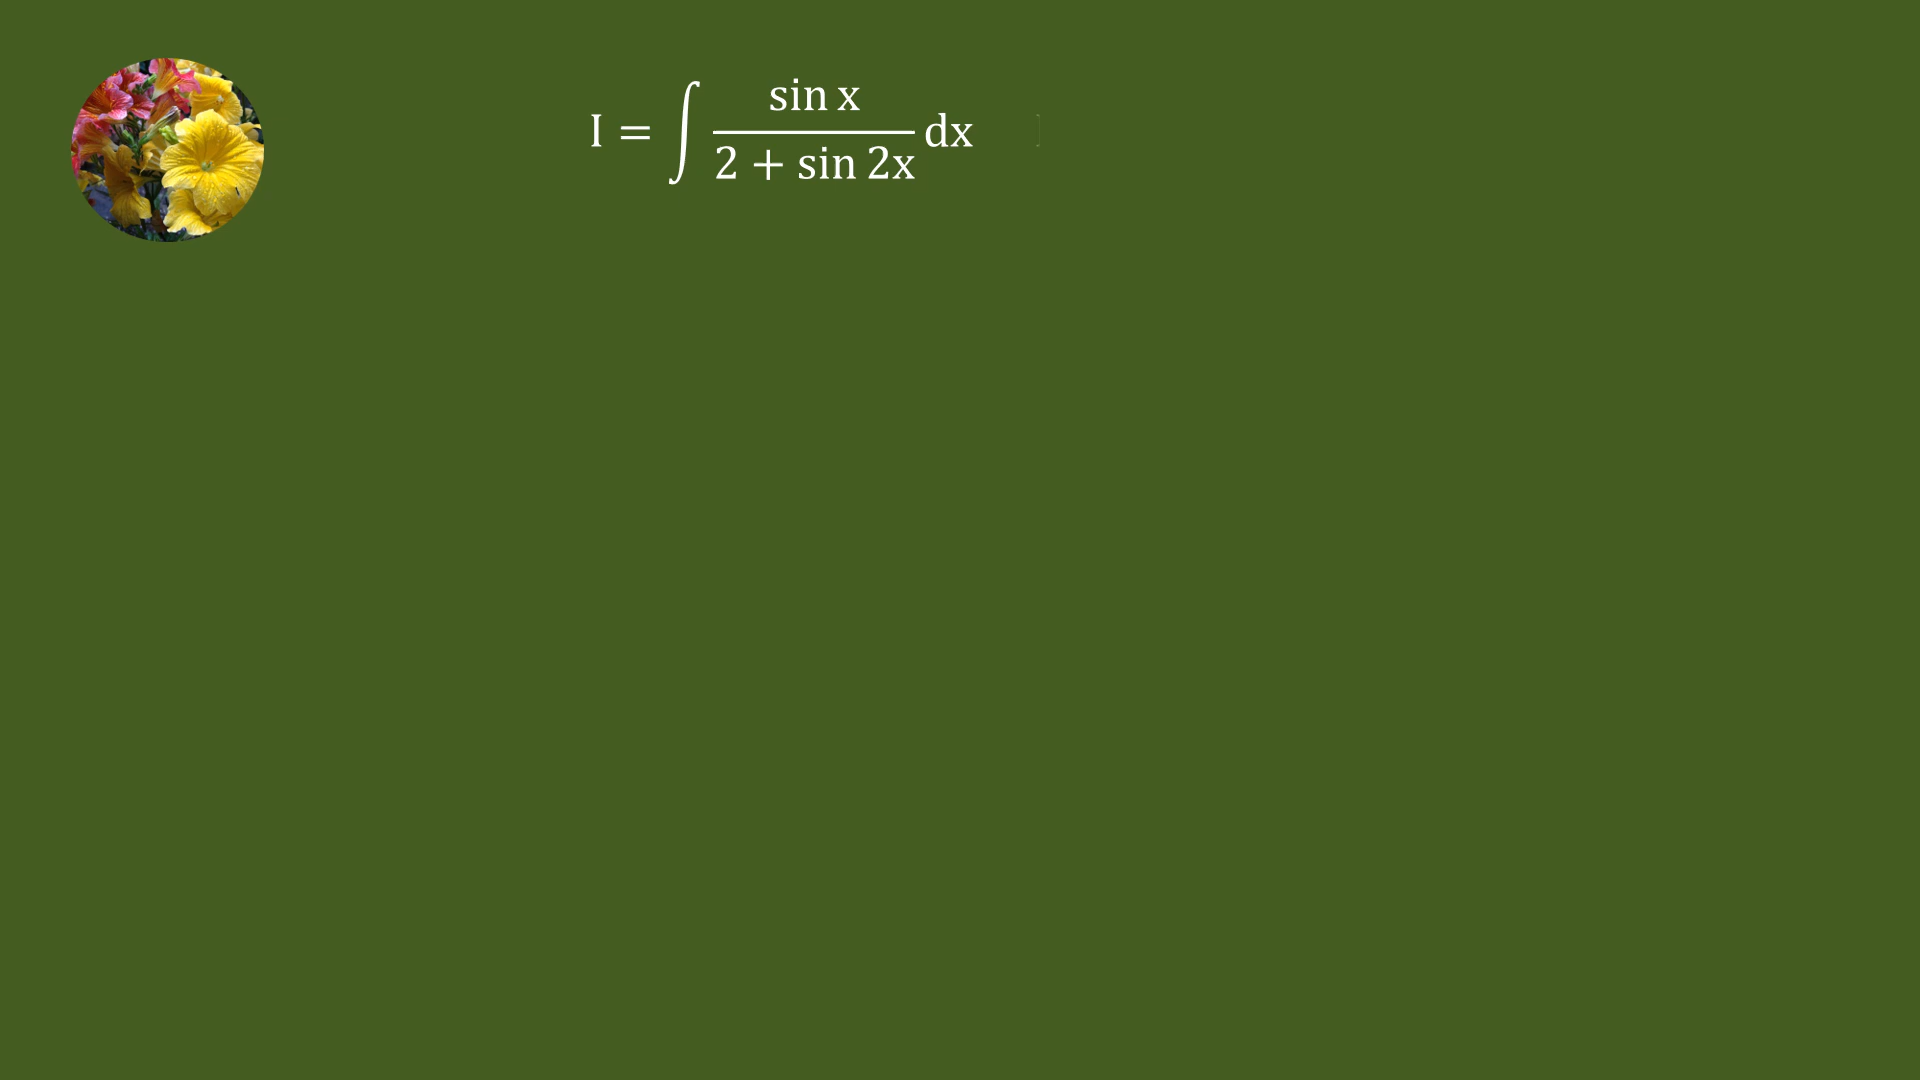 I = ∫ sin x / (2 + sin 2x) dx